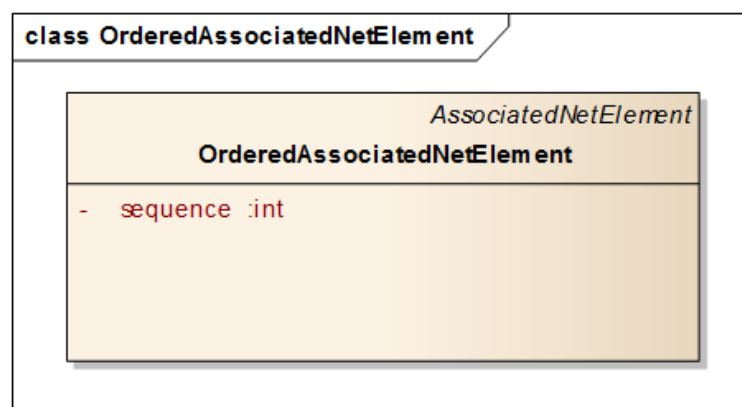 class OrderedAssociatedNetElement
AssociatedNetElement
OrderedAssociatedNetElement
- sequence :int